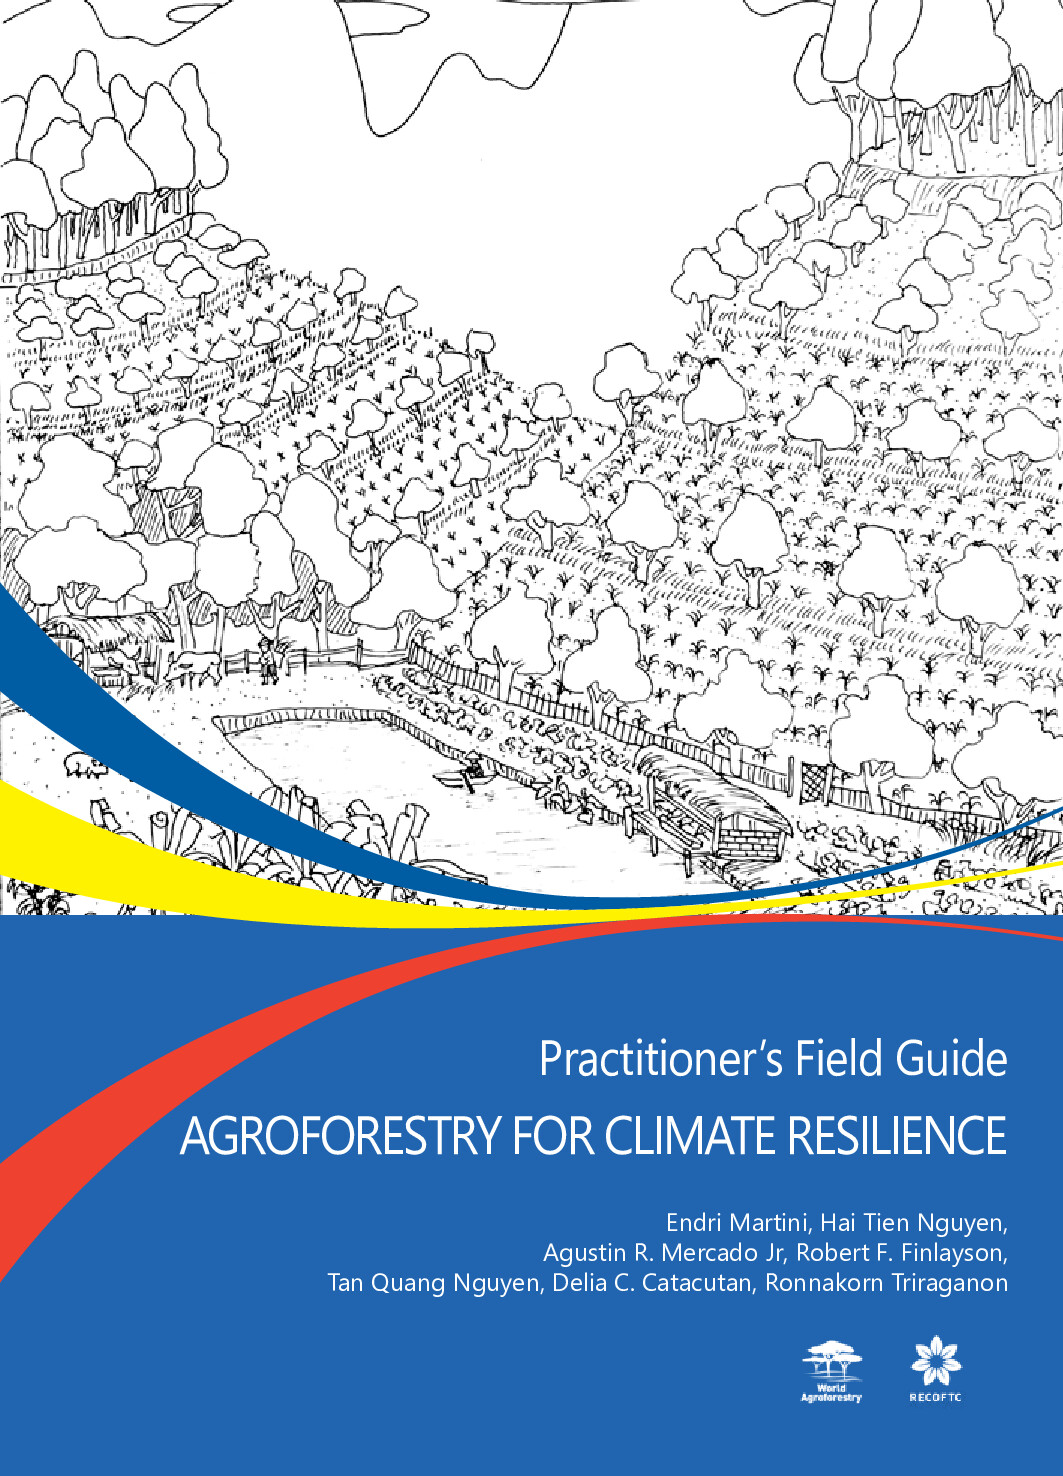 Practitioner’s Field Guide
AGROFORESTRY FOR CLIMATE RESILIENCE
Endri Martini, Hai Tien Nguyen,
Agustin R. Mercado Jr, Robert F. Finlayson,
Tan Quang Nguyen, Delia C. Catacutan, Ronnakorn Triraganon
World
Agroforestry
RECOFTC